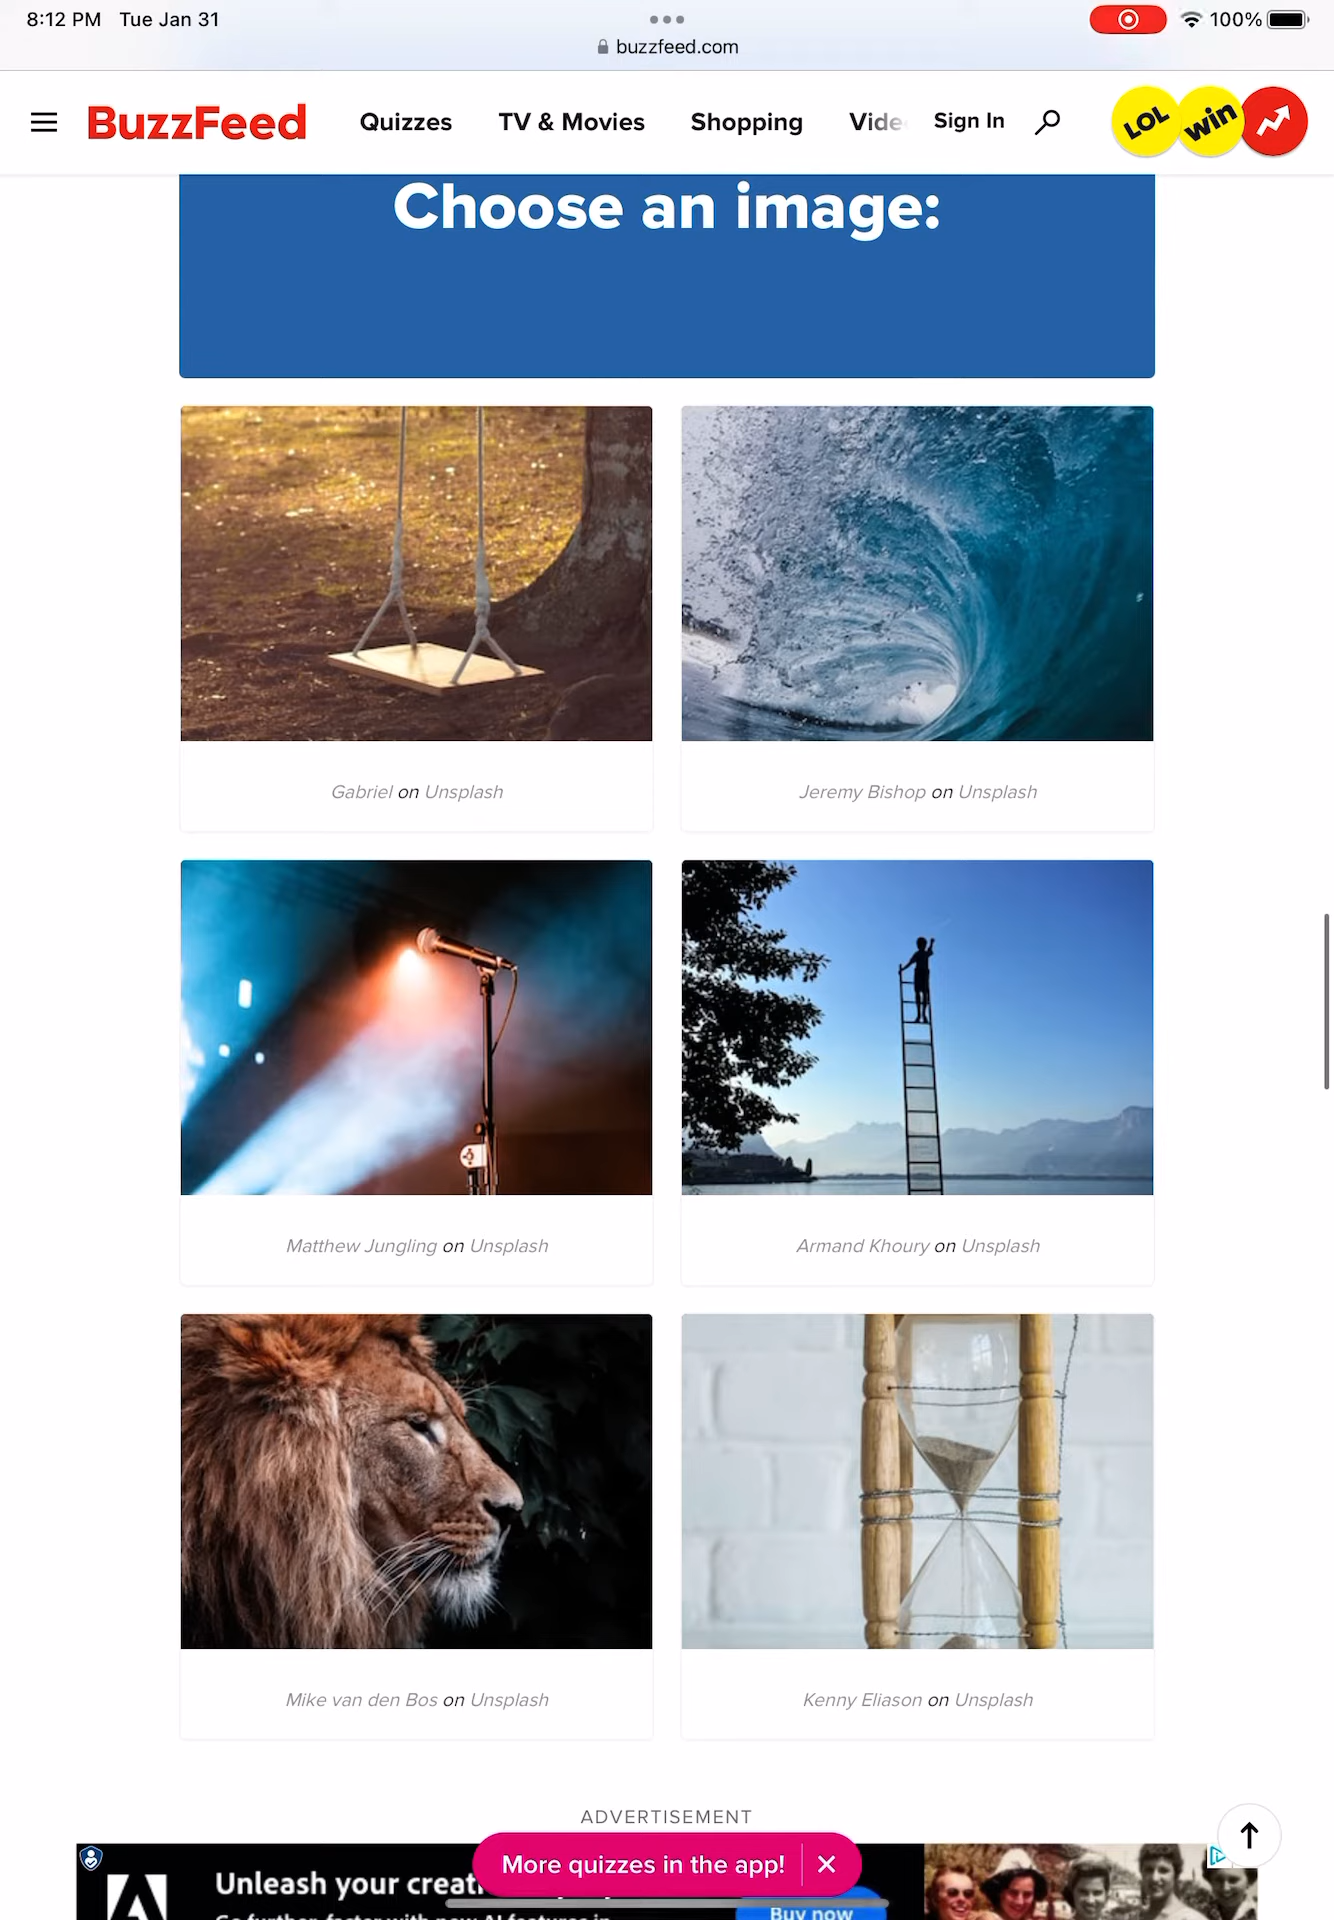 8:12 PM Tue Jan 31
100%
buzzfeed.com
BuzzFeed
Quizzes
TV & Movies
Shopping
Vide
Sign In
LOL
win
Choose an image:
Gabriel on Unsplash
Jeremy Bishop on Unsplash
Matthew Jungling on Unsplash
Armand Khoury on Unsplash
Mike van den Bos on Unsplash
Kenny Eliason on Unsplash
ADVERTISEMENT
More quizzes in the app!
Unleash your creati
Buy now